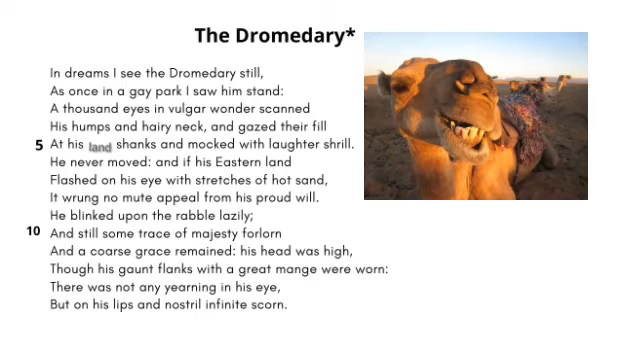 The Dromedary*
In dreams I see the Dromedary still,
As once in a gay park I saw him stand:
A thousand eyes in vulgar wonder scanned
His humps and hairy neck, and gazed their fill
5 At his land shanks and mocked with laughter shrill.
He never moved: and if his Eastern land
Flashed on his eye with stretches of hot sand,
It wrung no mute appeal from his proud will.
He blinked upon the rabble lazily;
10 And still some trace of majesty forlorn
And a coarse grace remained: his head was high,
Though his gaunt flanks with a great mange were worn:
There was not any yearning in his eye,
But on his lips and nostril infinite scorn.